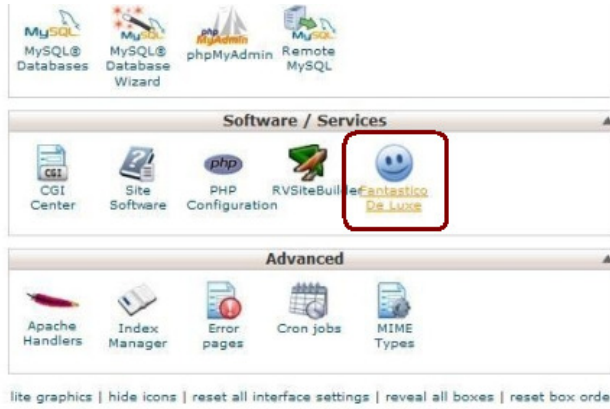 MySQL MySQL phpMyAdmin MySQL
MySQL® MySQL® phpMyAdmin Remote
Databases Database MySQL
Wizard
Software / Services
CGI php
CGI Site PHP RVSiteBuilder Fantastico
Center Software Configuration De Luxe
Advanced
Apache Index Error Cron jobs MIME
Handlers Manager pages Types
lite graphics | hide icons | reset all interface settings | reveal all boxes | reset box orde